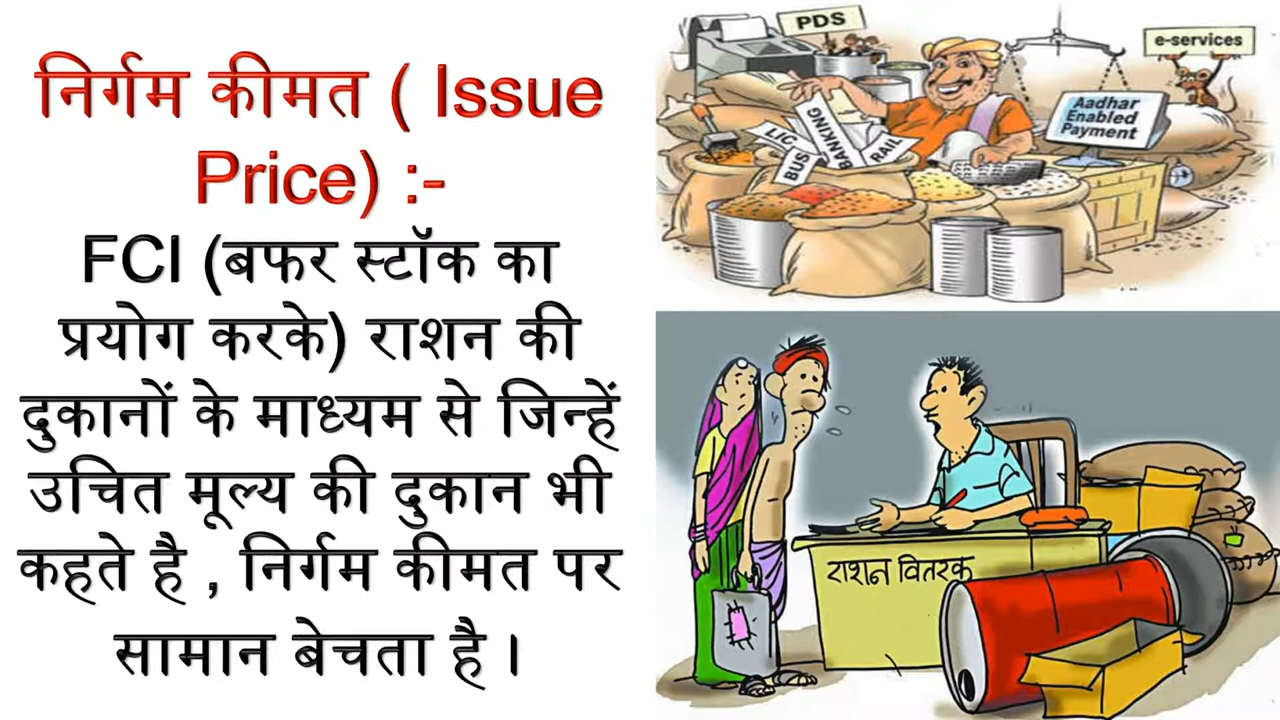 निर्गम कीमत ( Issue
Price) :-
FCI (बफर स्टॉक का
प्रयोग करके) राशन की
दुकानों के माध्यम से जिन्हें
उचित मूल्य की दुकान भी
कहते है , निर्गम कीमत पर
सामान बेचता है ।
PDS
e-services
Aadhar
Enabled
Payment
LIC
BUS
BANKING
RAIL
राशन वितरक